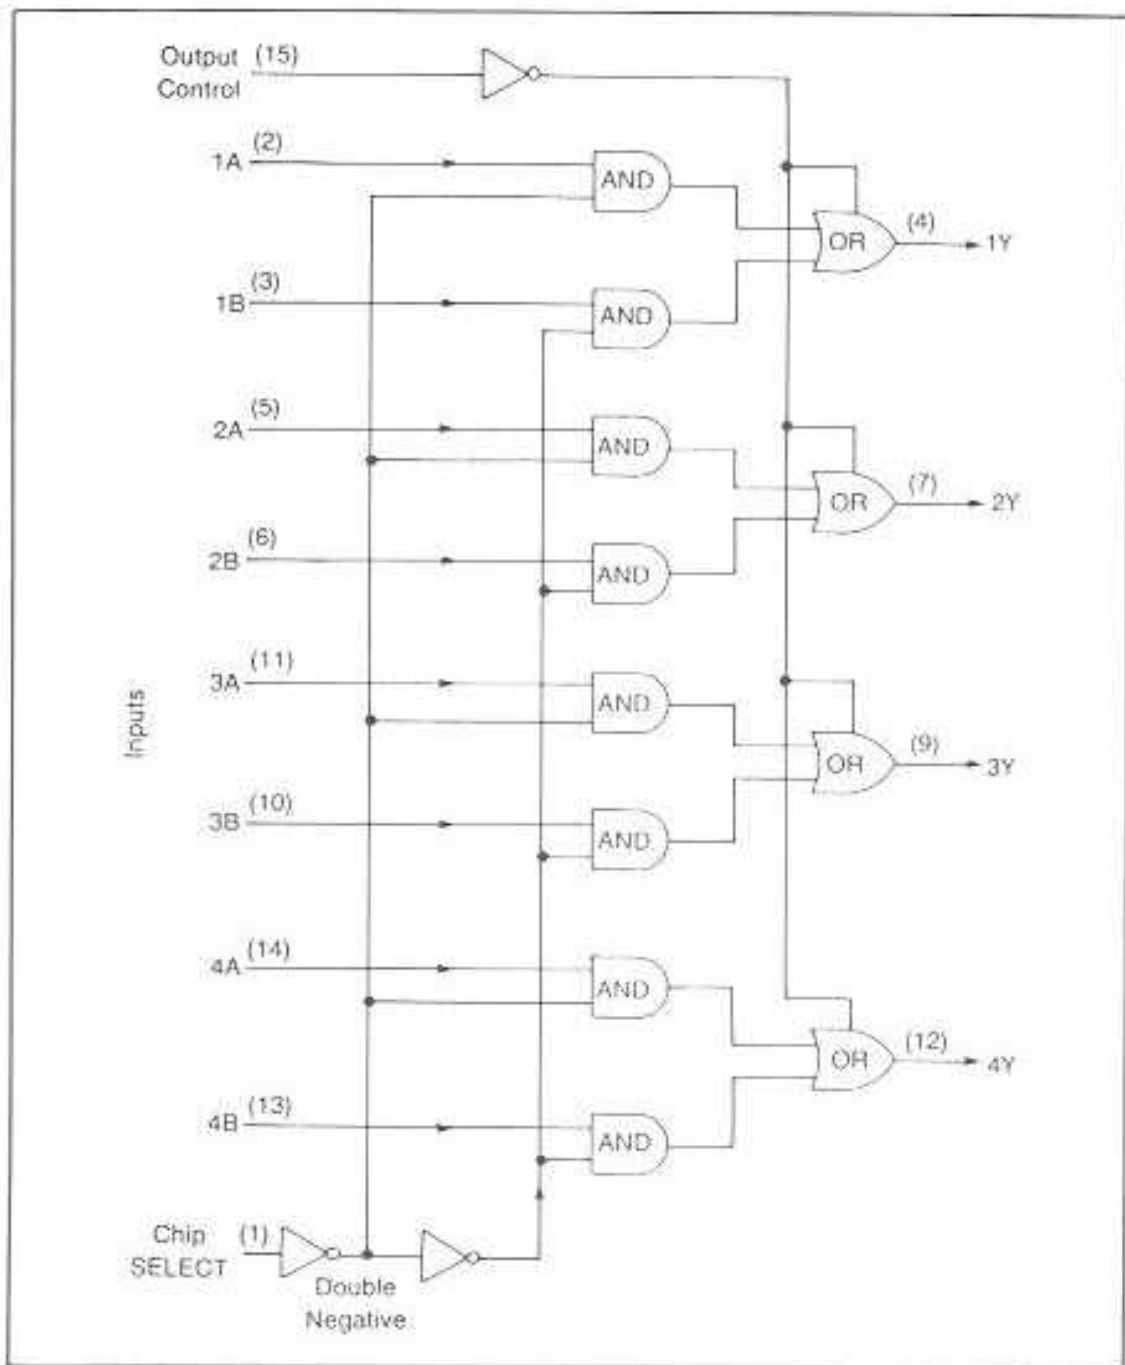 Output (15)
Control
1A (2)
AND
OR
(4)
1Y
1B (3)
AND
2A (5)
AND
OR
(7)
2Y
2B (6)
AND
Inputs
3A (11)
AND
OR
(9)
3Y
3B (10)
AND
4A (14)
AND
OR
(12)
4Y
4B (13)
AND
Chip (1)
SELECT
Double
Negative